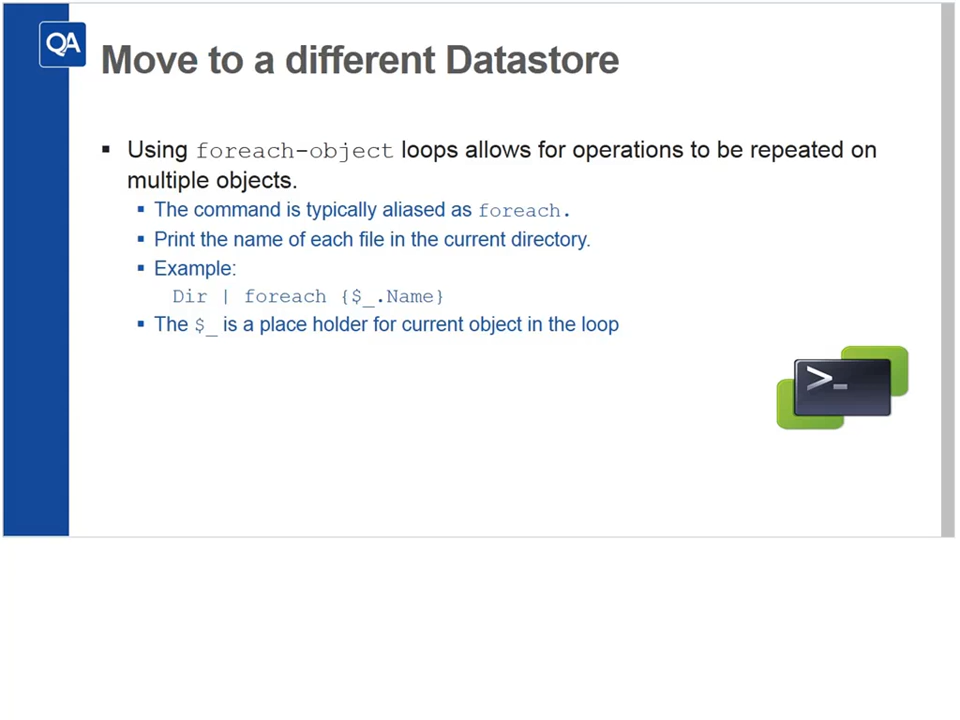 QA
Move to a different Datastore
▪ Using foreach-object loops allows for operations to be repeated on
multiple objects.
▪ The command is typically aliased as foreach.
▪ Print the name of each file in the current directory.
▪ Example:
Dir | foreach {$_.Name}
▪ The $_ is a place holder for current object in the loop
>_